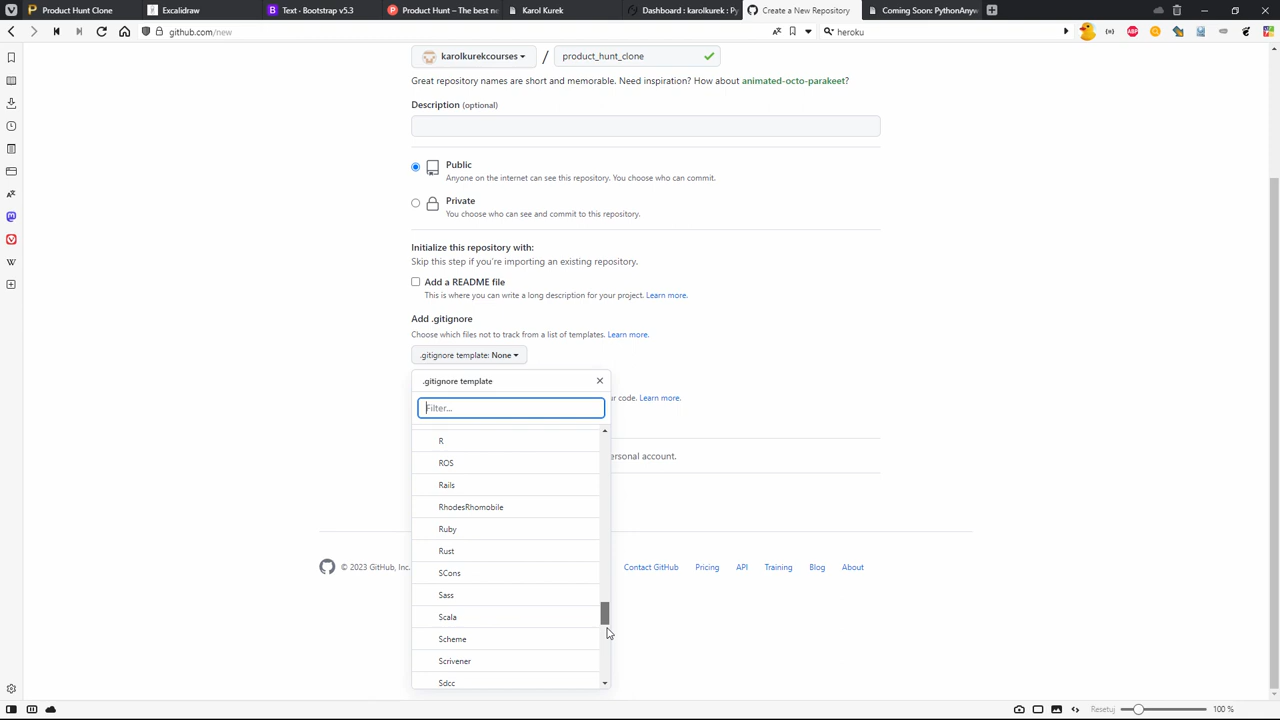 Product Hunt Clone
Excalidraw
Text · Bootstrap v5.3
Product Hunt – The best ne
Karol Kurek
Dashboard : karolkurek : Py
Create a New Repository
Coming Soon: PythonAnyw
github.com/new
heroku
karolkurekcourses
/
product_hunt_clone
Great repository names are short and memorable. Need inspiration? How about animated-octo-parakeet?
Description (optional)
Public
Anyone on the internet can see this repository. You choose who can commit.
Private
You choose who can see and commit to this repository.
Initialize this repository with:
Skip this step if you're importing an existing repository.
Add a README file
This is where you can write a long description for your project. Learn more.
Add .gitignore
Choose which files not to track from a list of templates. Learn more.
.gitignore template: None
.gitignore template
ur code. Learn more.
Filter...
R
ersonal account.
ROS
Rails
RhodesRhomobile
Ruby
Rust
© 2023 GitHub, Inc.
Contact GitHub
Pricing
API
Training
Blog
About
SCons
Sass
Scala
Scheme
Scrivener
Sdcc
Resetuj
100 %